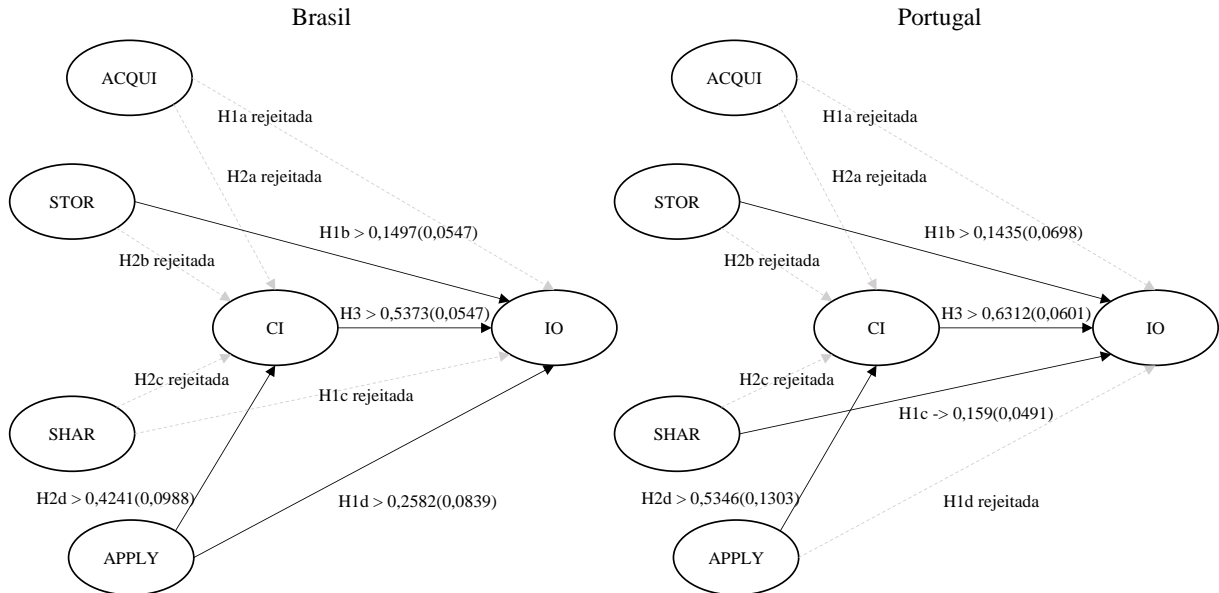 Brasil
ACQUI
H1a rejeitada
H2a rejeitada
STOR
H1b > 0,1497(0,0547)
H2b rejeitada
CI
H3 > 0,5373(0,0547)
IO
H2c rejeitada
H1c rejeitada
SHAR
H2d > 0,4241(0,0988)
H1d > 0,2582(0,0839)
APPLY
Portugal
ACQUI
H1a rejeitada
H2a rejeitada
STOR
H1b > 0,1435(0,0698)
H2b rejeitada
CI
H3 > 0,6312(0,0601)
IO
H2c rejeitada
H1c -> 0,159(0,0491)
SHAR
H2d > 0,5346(0,1303)
H1d rejeitada
APPLY